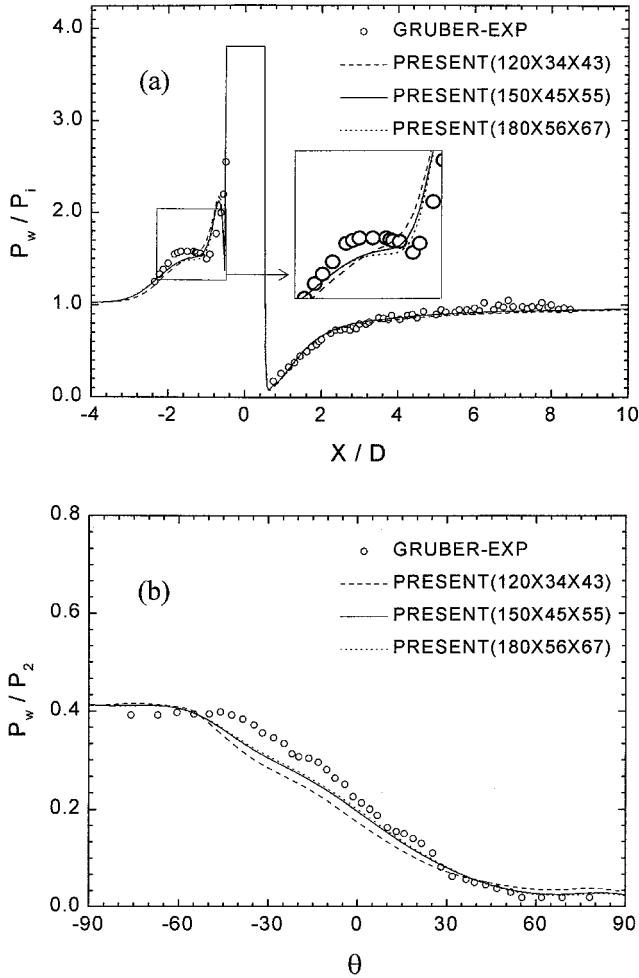 GRUBER-EXP
PRESENT(120X34X43)
PRESENT(150X45X55)
PRESENT(180X56X67)
(a)
P_w / P_i
4.0
3.0
2.0
1.0
0.0
-4 -2 0 2 4 6 8 10
X / D
GRUBER-EXP
PRESENT(120X34X43)
PRESENT(150X45X55)
PRESENT(180X56X67)
(b)
P_w / P_2
0.8
0.6
0.4
0.2
0.0
-90 -60 -30 0 30 60 90
θ